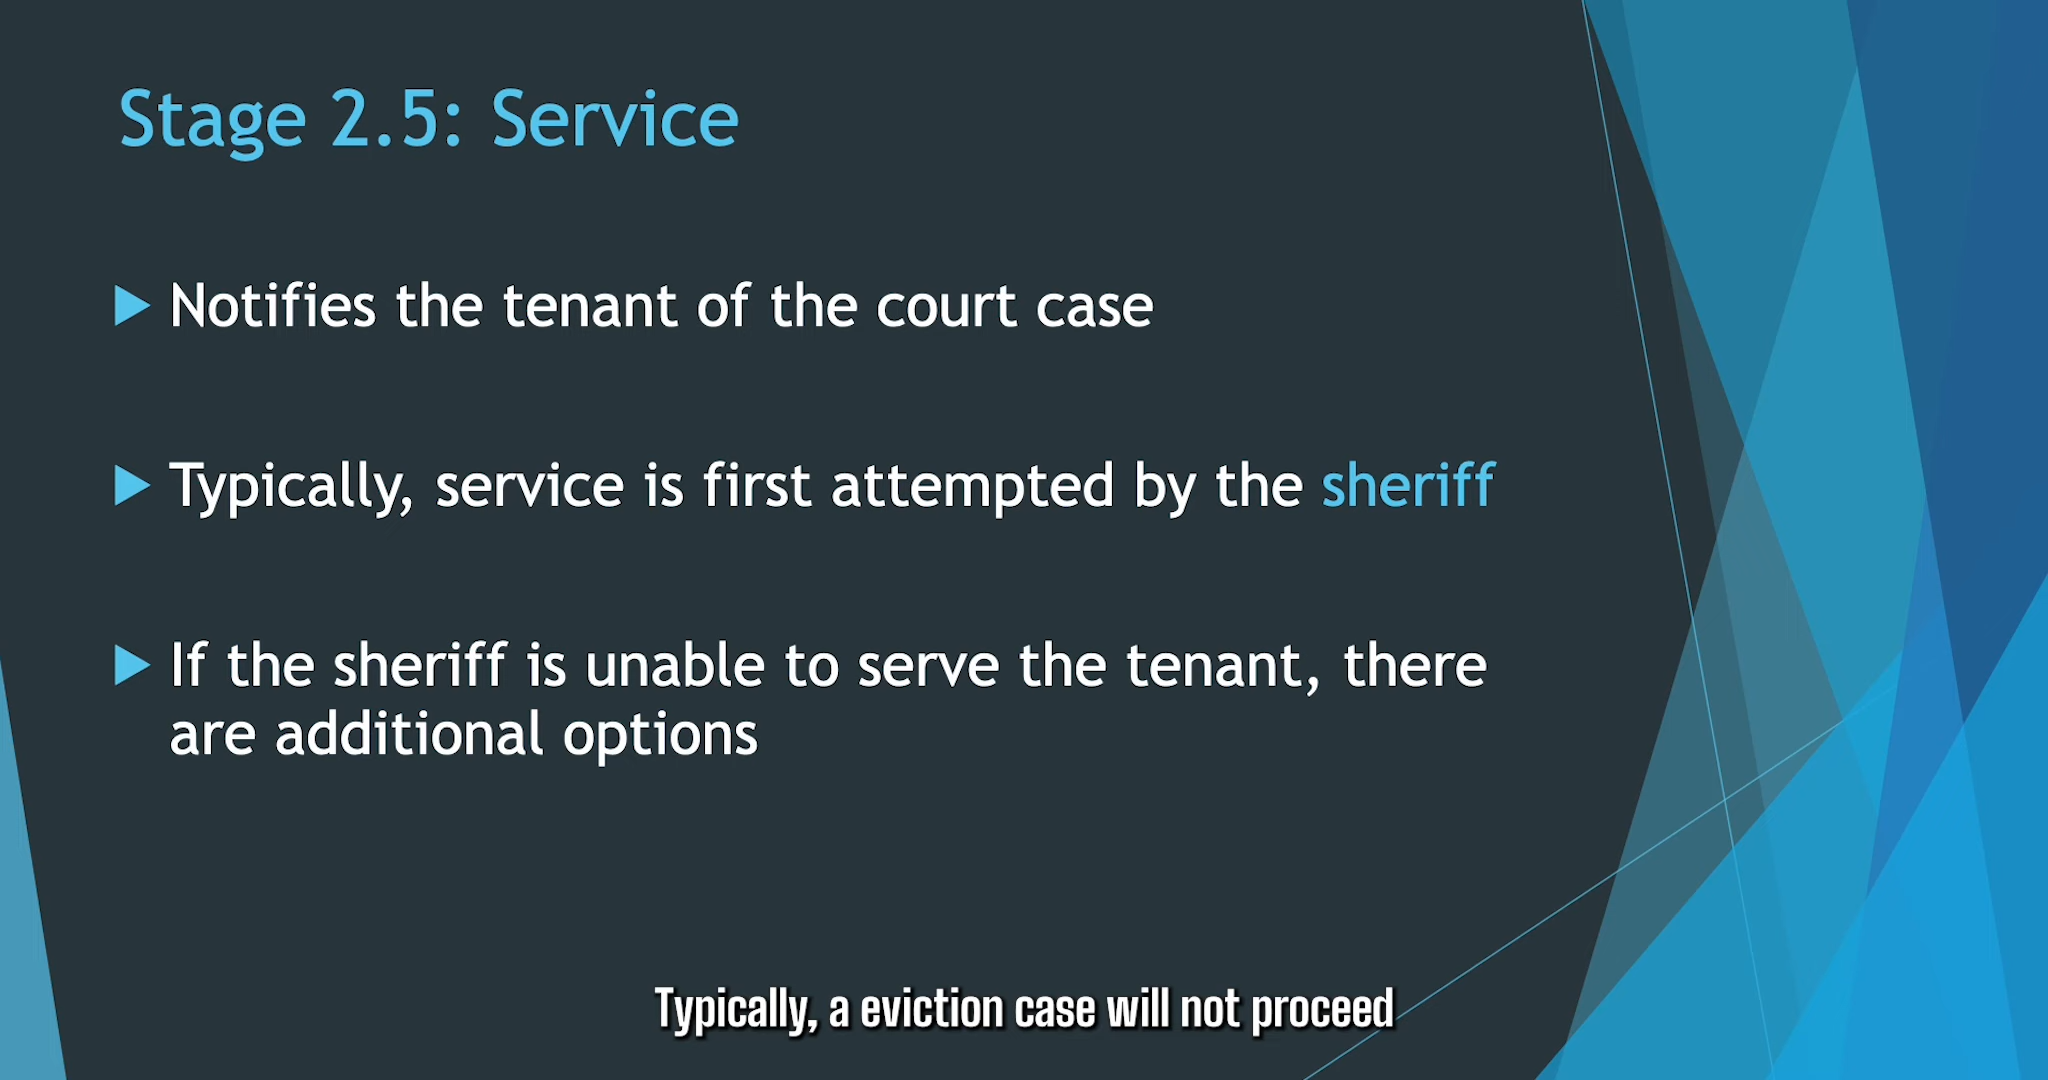 Stage 2.5: Service
Notifies the tenant of the court case
Typically, service is first attempted by the sheriff
If the sheriff is unable to serve the tenant, there
are additional options
Typically, a eviction case will not proceed